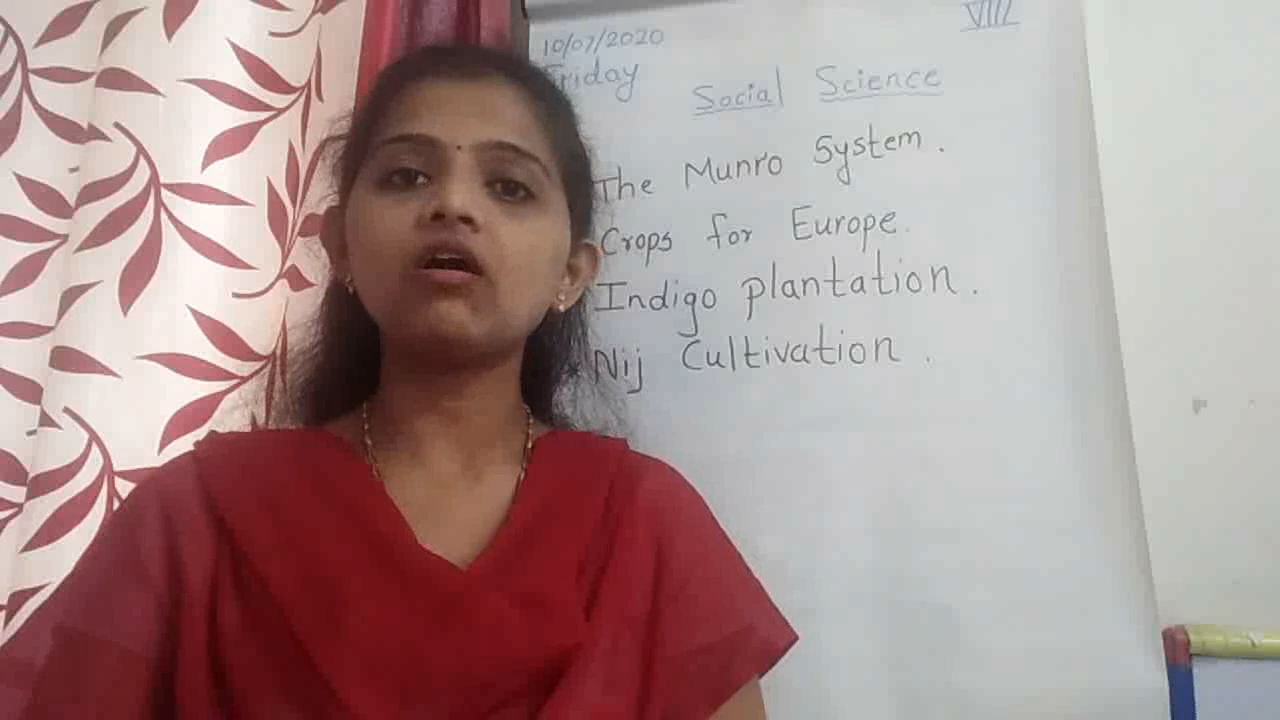 VIII
10/07/2020
Friday
Social Science
The Munro System.
Crops for Europe.
Indigo plantation.
* Nij Cultivation.